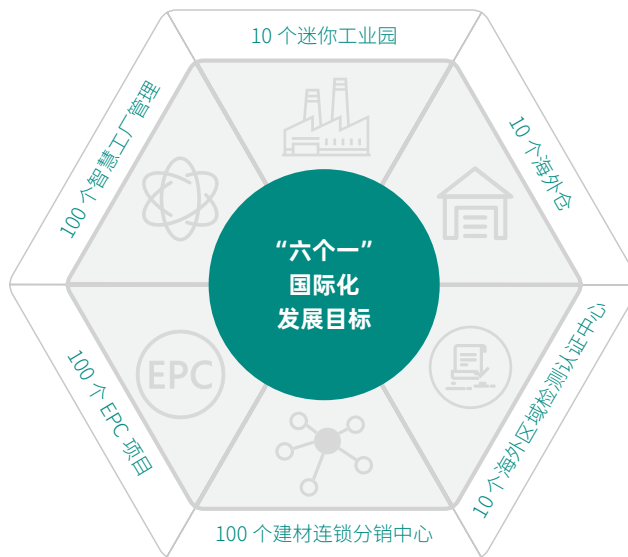 10 个迷你工业园
10 个海外仓
10 个海外区域检测认证中心
100 个建材连锁分销中心
100 个 EPC 项目
100 个智慧工厂管理
EPC
“六个一”
国际化
发展目标